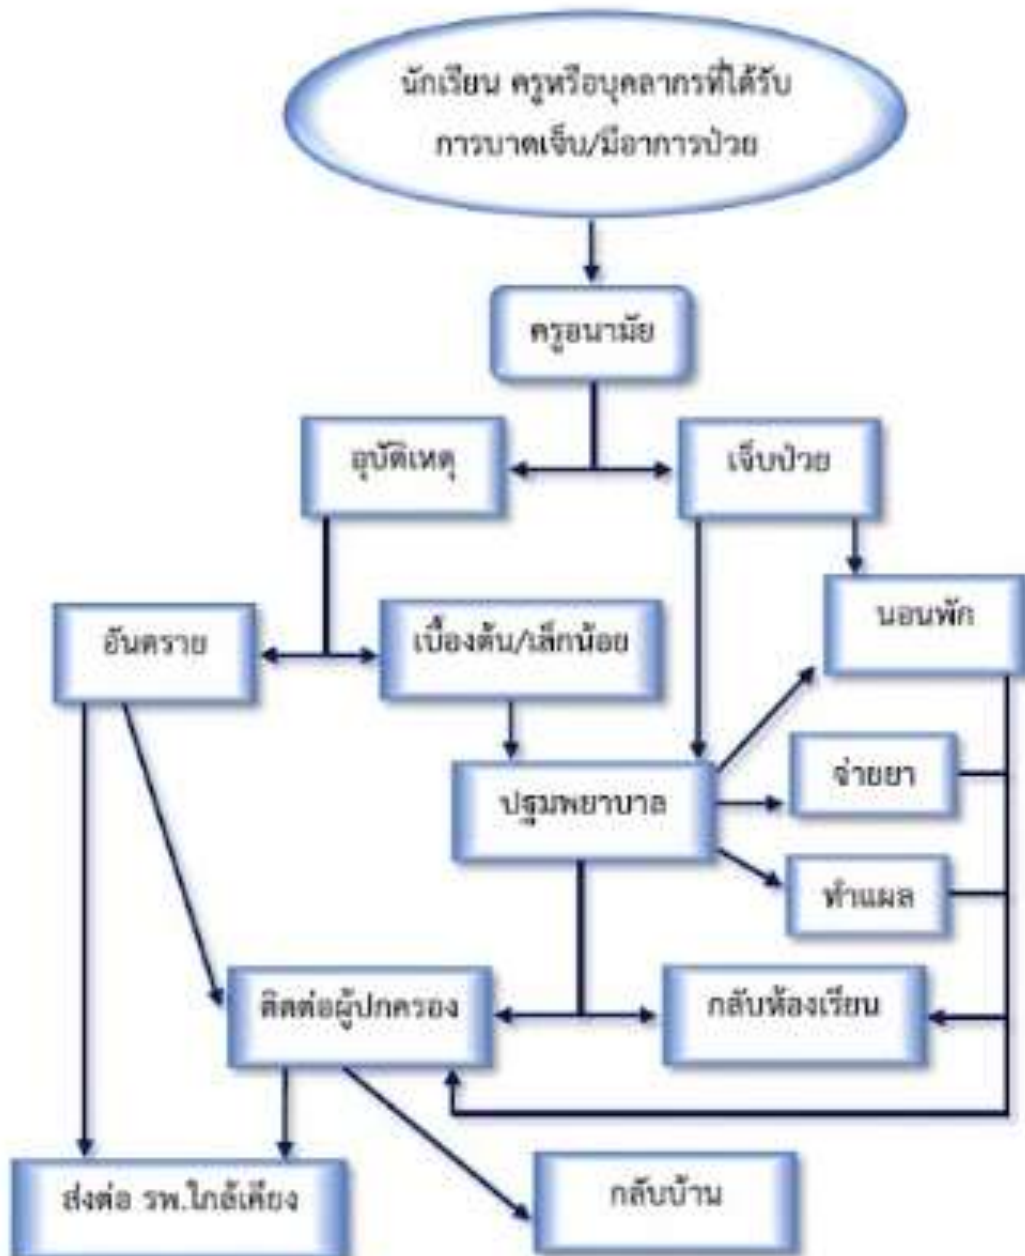 นักเรียน ครูหรือบุคลากรที่ได้รับ
การบาดเจ็บ/มีอาการป่วย
ครูอนามัย
อุบัติเหตุ
เจ็บป่วย
อันตราย
เบื้องต้น/เล็กน้อย
นอนพัก
ปฐมพยาบาล
จ่ายยา
ทำแผล
ติดต่อผู้ปกครอง
กลับห้องเรียน
ส่งต่อ รพ.ใกล้เคียง
กลับบ้าน